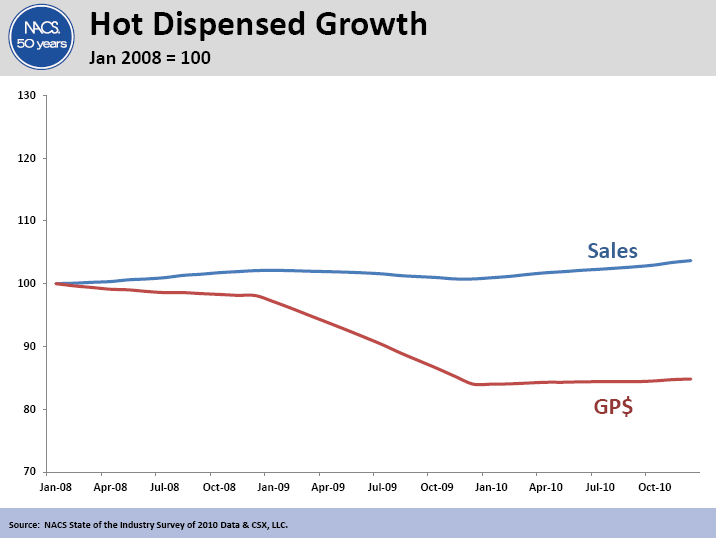 NACS
50 years
Hot Dispensed Growth
Jan 2008 = 100
130
120
110
100
90
80
70
Sales
GP$
Jan-08 Apr-08 Jul-08 Oct-08 Jan-09 Apr-09 Jul-09 Oct-09 Jan-10 Apr-10 Jul-10 Oct-10
Source: NACS State of the Industry Survey of 2010 Data & CSX, LLC.